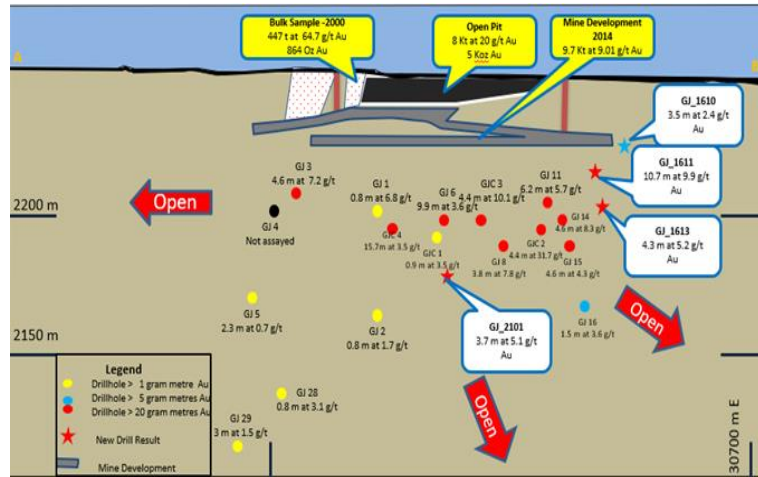 Bulk Sample -2000
447 t at 64.7 g/t Au
864 Oz Au
Open Pit
8 Kt at 20 g/t Au
5 Koz Au
Mine Development
2014
9.7 Kt at 9.01 g/t Au
A
GJ_1610
3.5 m at 2.4 g/t
Au
GJ_1611
10.7 m at 9.9 g/t
Au
GJ_1613
4.3 m at 5.2 g/t
Au
GJ_2101
3.7 m at 5.1 g/t
Au
Open
Open
Open
2200 m
2150 m
GJ 3
4.6 m at 7.2 g/t
GJ 4
Not assayed
GJ 1
0.8 m at 6.8 g/t
GJC 4
15.7m at 3.5 g/t
GJ 6
9.9 m at 3.6 g/t
GJC 1
0.9 m at 3.5 g/t
GJC 3
4.4 m at 10.1 g/t
GJ 11
6.2 m at 5.7 g/t
GJ 14
4.6 m at 8.3 g/t
GJC 2
4.4 m at 31.7 g/t
GJ 8
3.8 m at 7.8 g/t
GJ 15
4.6 m at 4.3 g/t
GJ 16
1.5 m at 3.6 g/t
GJ 5
2.3 m at 0.7 g/t
GJ 2
0.8 m at 1.7 g/t
GJ 28
0.8 m at 3.1 g/t
GJ 29
3 m at 1.5 g/t
Legend
Drillhole > 1 gram metre Au
Drillhole > 5 gram metres Au
Drillhole > 20 gram metres Au
New Drill Result
Mine Development
30700 m E